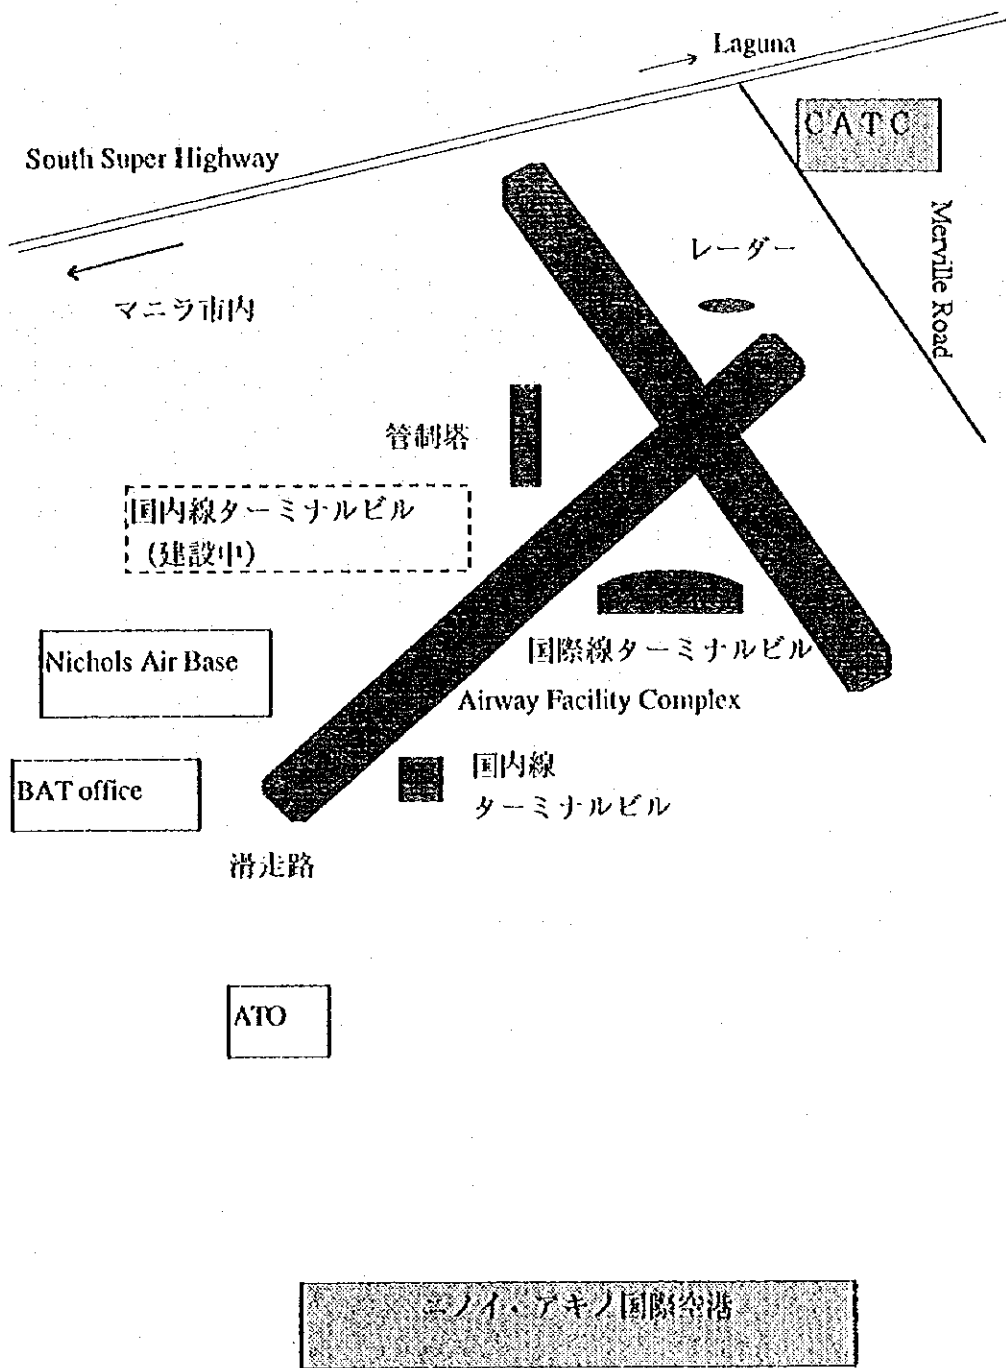 Laguna
CATC
South Super Highway
Merville Road
レーダー
マニラ市内
管制塔
国内線ターミナルビル
(建設中)
国際線ターミナルビル
Nichols Air Base
Airway Facility Complex
国内線
ターミナルビル
BAT office
滑走路
ATO
ニノイ・アキノ国際空港